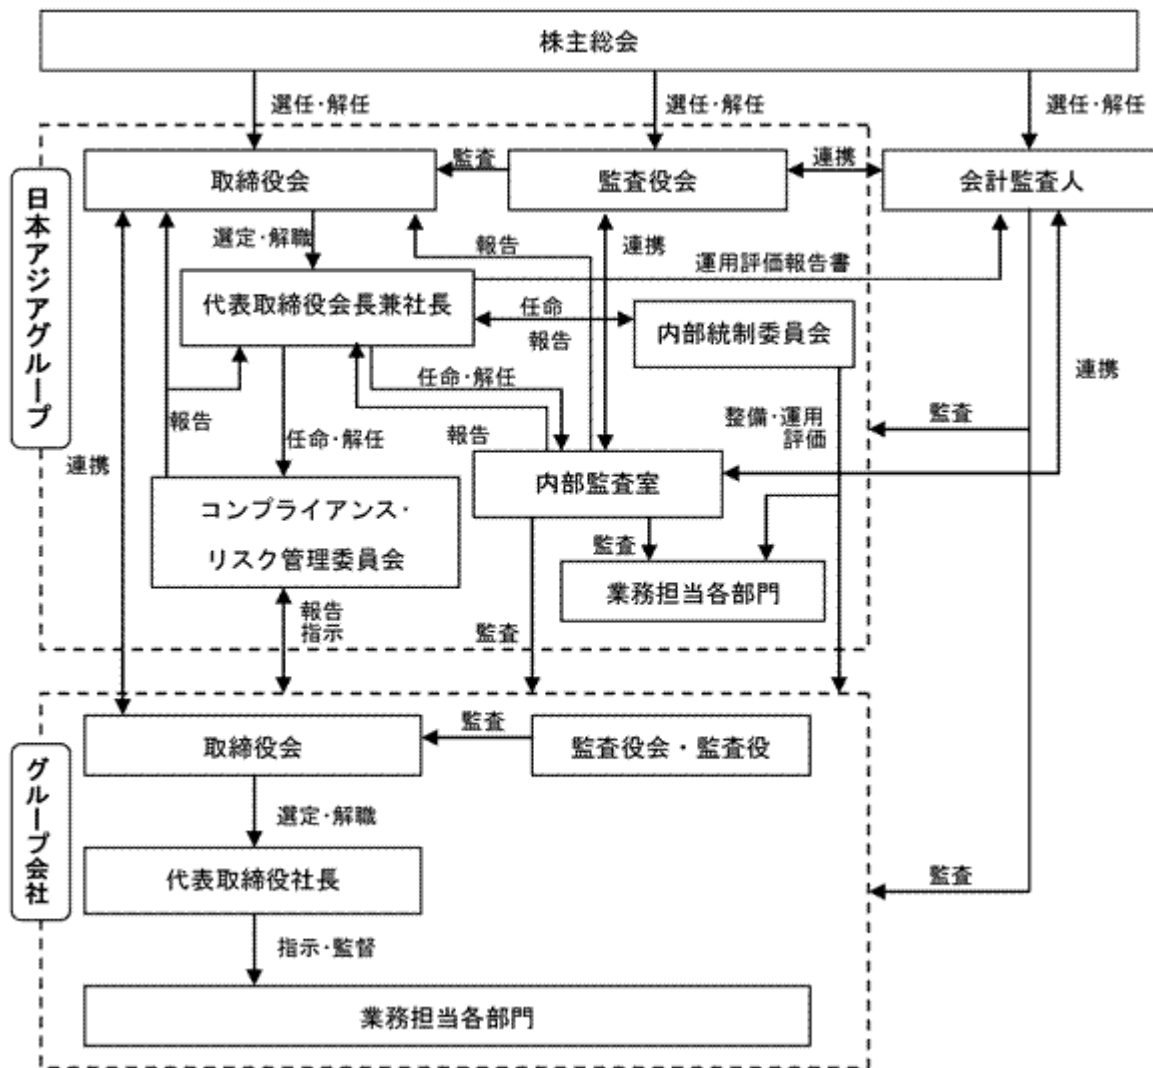 株主総会
選任・解任
選任・解任
選任・解任
日本アジアグループ
取締役会
監査
監査役会
連携
会計監査人
選定・解職
報告
連携
運用評価報告書
代表取締役会長兼社長
任命
報告
内部統制委員会
連携
任命・解任
報告
報告
任命・解任
整備・運用
評価
監査
連携
内部監査室
コンプライアンス・
リスク管理委員会
監査
業務担当各部門
報告
指示
監査
グループ会社
取締役会
監査
監査役会・監査役
選定・解職
代表取締役社長
監査
指示・監督
業務担当各部門